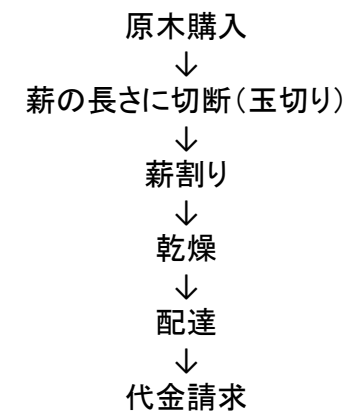 原木購入
↓
薪の長さに切断（玉切り）
↓
薪割り
↓
乾燥
↓
配達
↓
代金請求